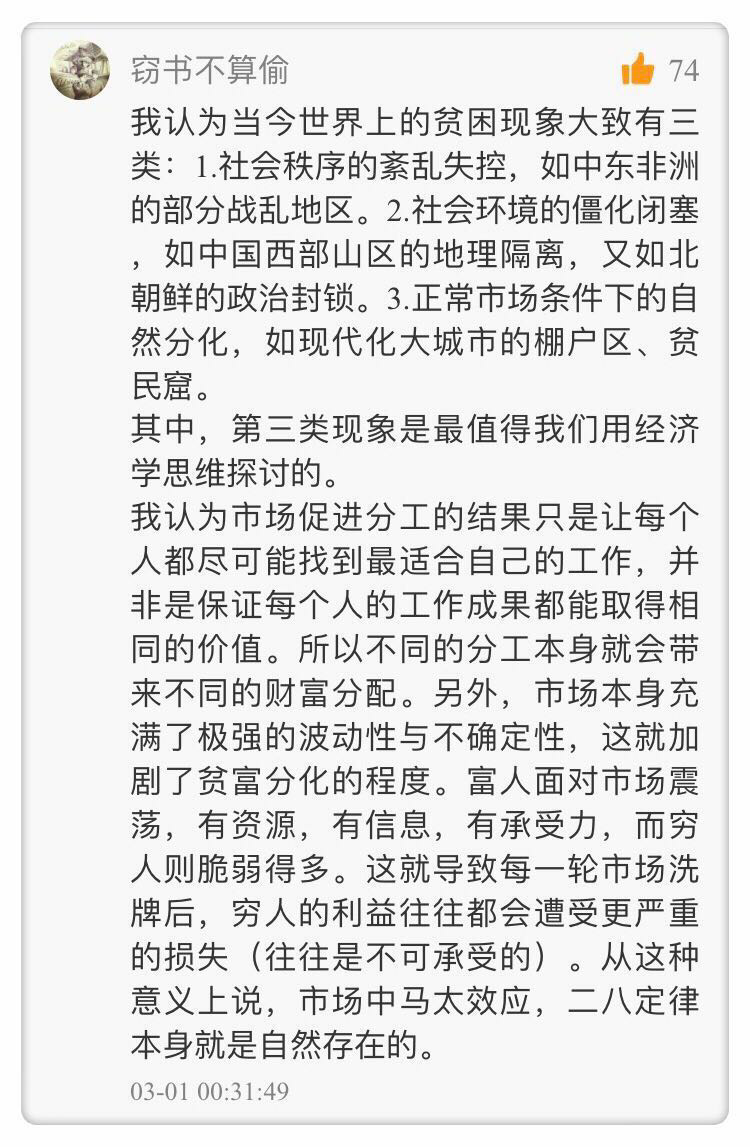 窃书不算偷
74
我认为当今世界上的贫困现象大致有三
类：1.社会秩序的紊乱失控，如中东非洲
的部分战乱地区。2.社会环境的僵化闭塞
，如中国西部山区的地理隔离，又如北
朝鲜的政治封锁。3.正常市场条件下的自
然分化，如现代化大城市的棚户区、贫
民窟。
其中，第三类现象是最值得我们用经济
学思维探讨的。
我认为市场促进分工的结果只是让每个
人都尽可能找到最适合自己的工作，并
非是保证每个人的工作成果都能取得相
同的价值。所以不同的分工本身就会带
来不同的财富分配。另外，市场本身充
满了极强的波动性与不确定性，这就加
剧了贫富分化的程度。富人面对市场震
荡，有资源，有信息，有承受力，而穷
人则脆弱得多。这就导致每一轮市场洗
牌后，穷人的利益往往都会遭受更严重
的损失（往往是不可承受的）。从这种
意义上说，市场中马太效应，二八定律
本身就是自然存在的。
03-01 00:31:49